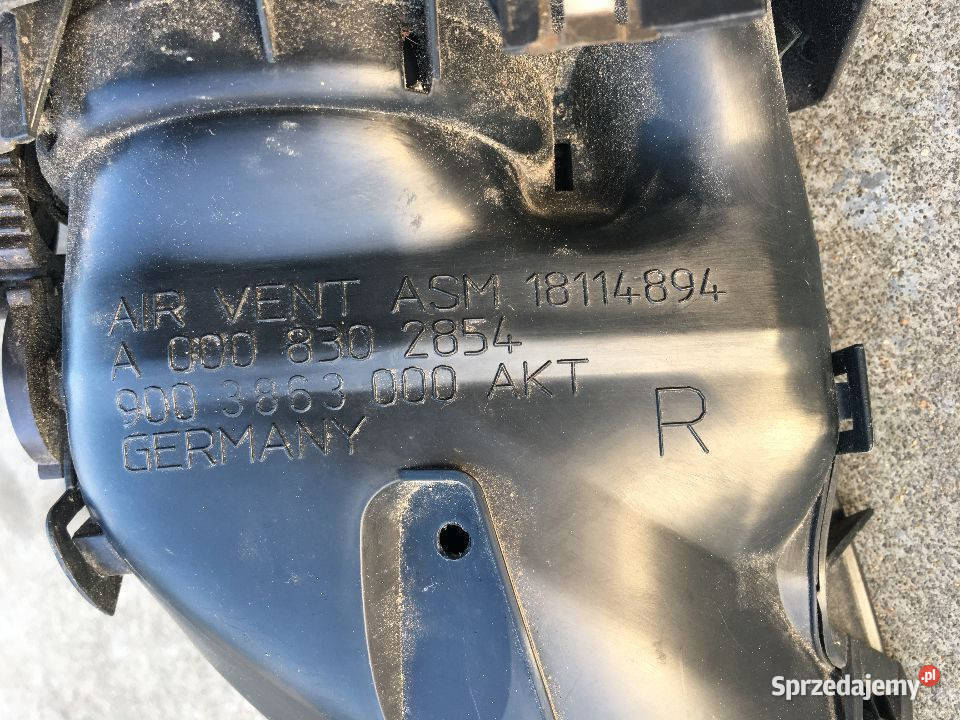 AIR VENT ASM 18114894
A 000 830 2854
900 3863 000 AKT
GERMANY
R
Sprzedajemy.pl